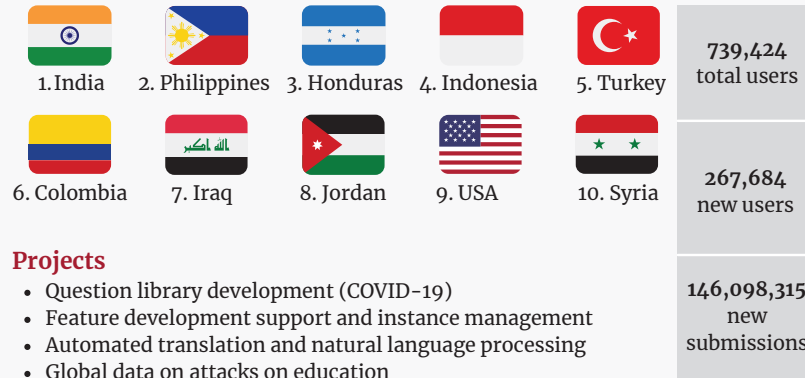 1.India 2. Philippines 3. Honduras 4. Indonesia 5. Turkey
الله اكبر
6. Colombia 7. Iraq 8. Jordan 9. USA 10. Syria
Projects
• Question library development (COVID-19)
• Feature development support and instance management
• Automated translation and natural language processing
• Global data on attacks on education
739,424
total users
267,684
new users
146,098,315
new
submissions